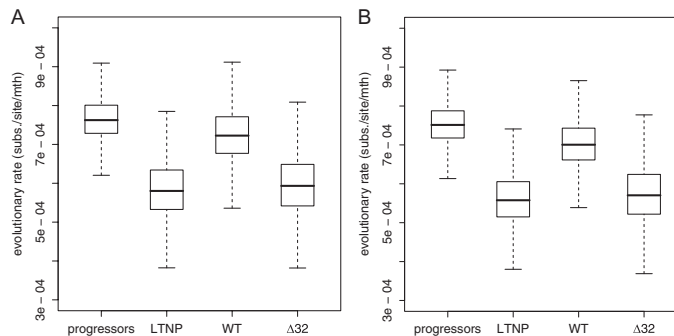 A
evolutionary rate (subs./site/mth)
9e − 04
7e − 04
5e − 04
3e − 04
progressors LTNP WT Δ32
B
evolutionary rate (subs./site/mth)
9e − 04
7e − 04
5e − 04
3e − 04
progressors LTNP WT Δ32